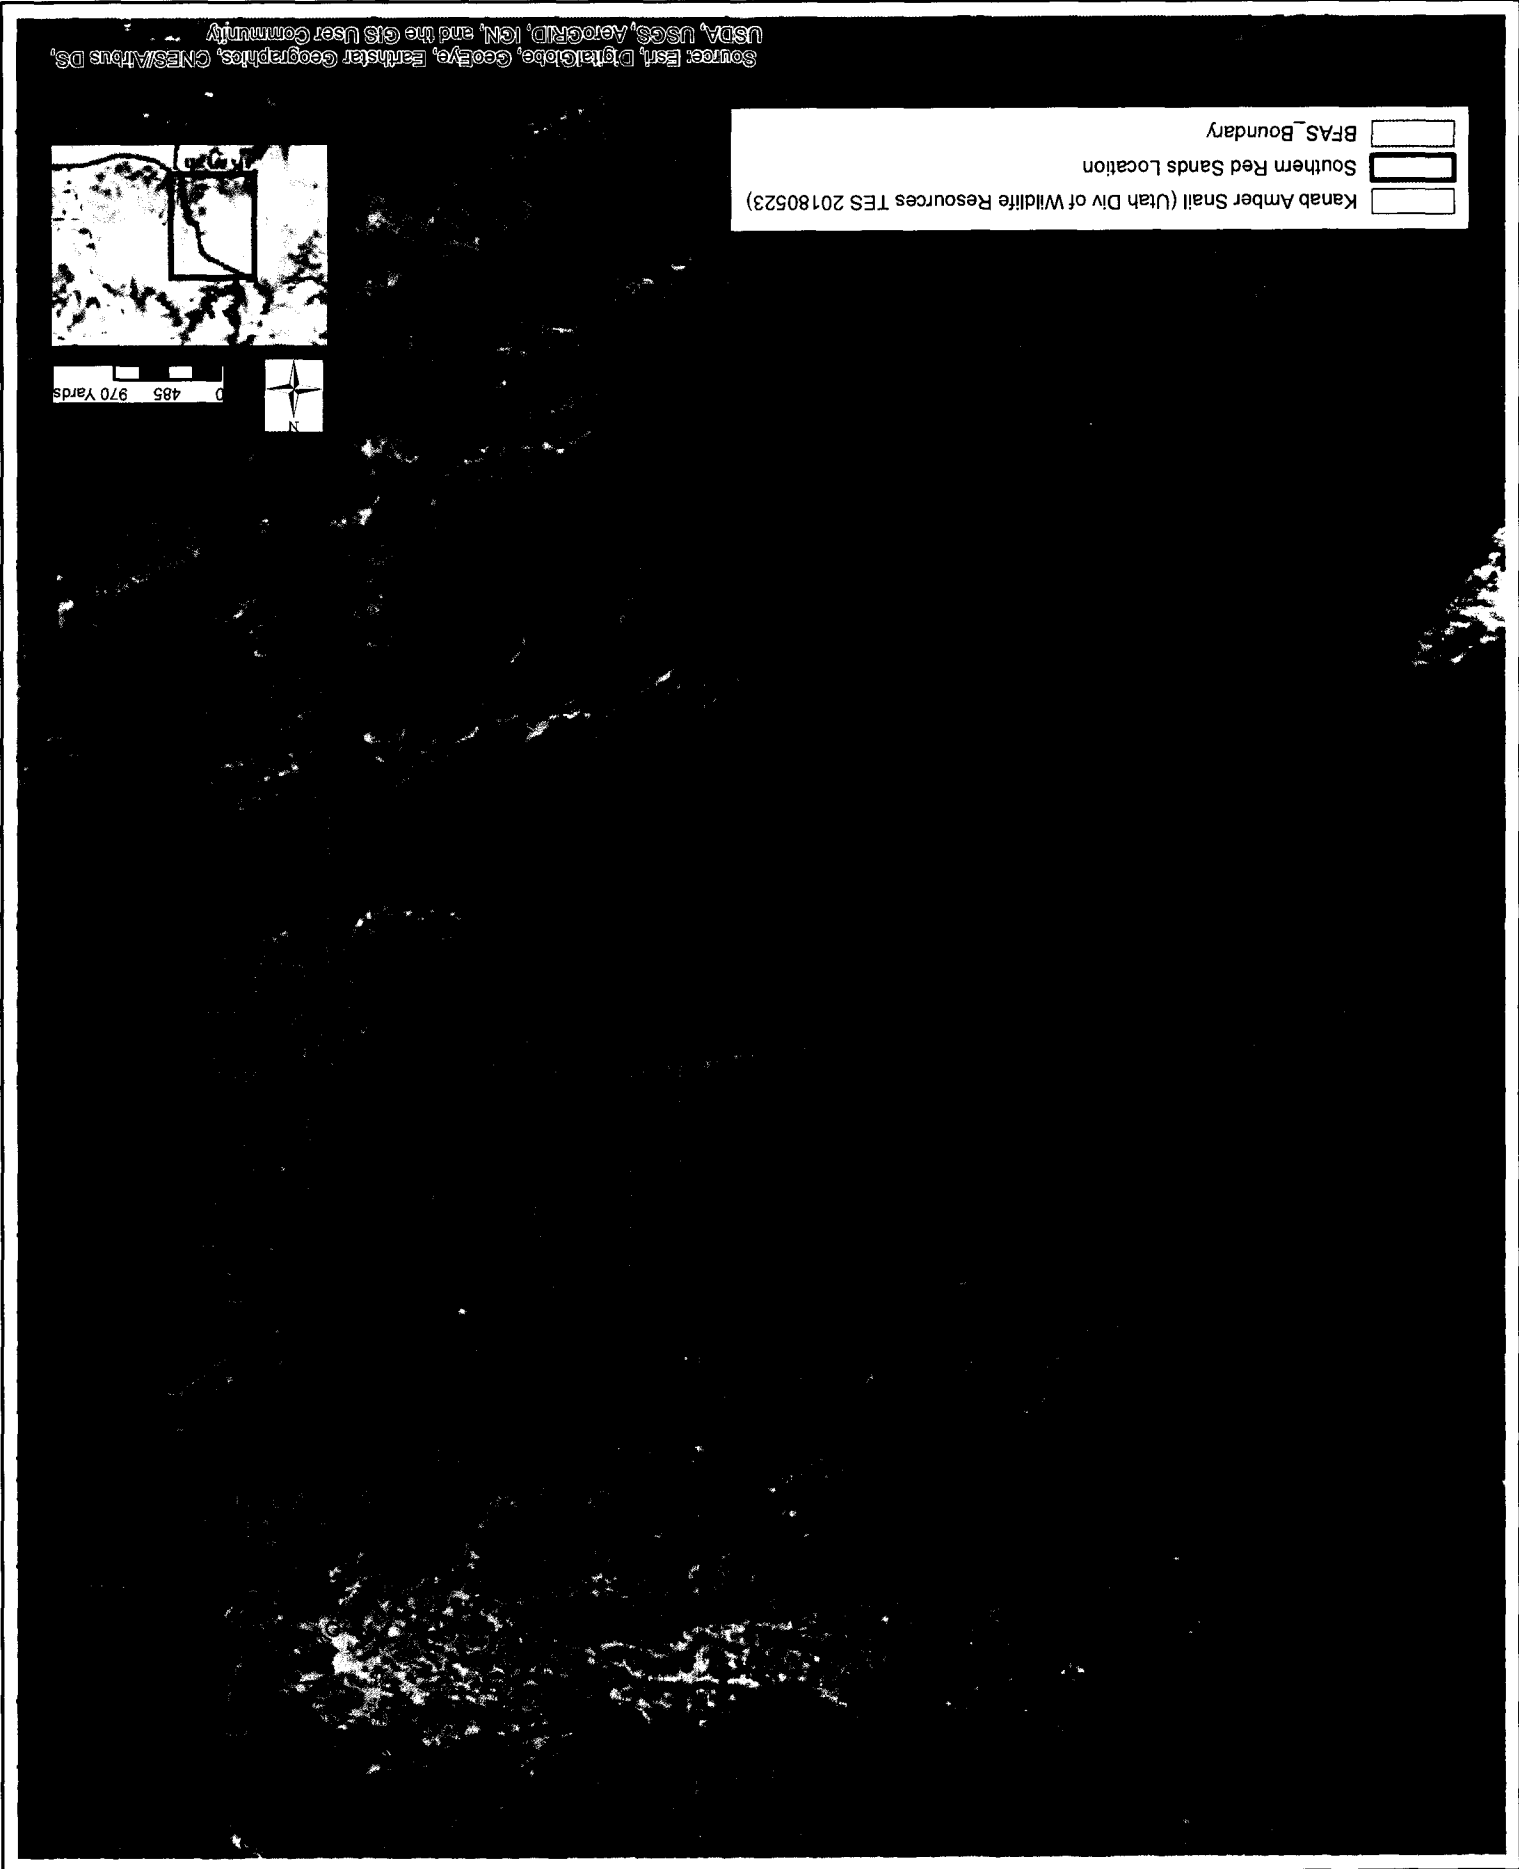 Kanab Amber Snail (Utah Div of Wildlife Resources TES 20180523)
Southern Red Sands Location
BFAS_Boundary
N
0 485 970 Yards
Source: Esri, DigitalGlobe, GeoEye, Earthstar Geographics, CNES/Airbus DS,
USDA, USGS, AeroGRID, IGN, and the GIS User Community